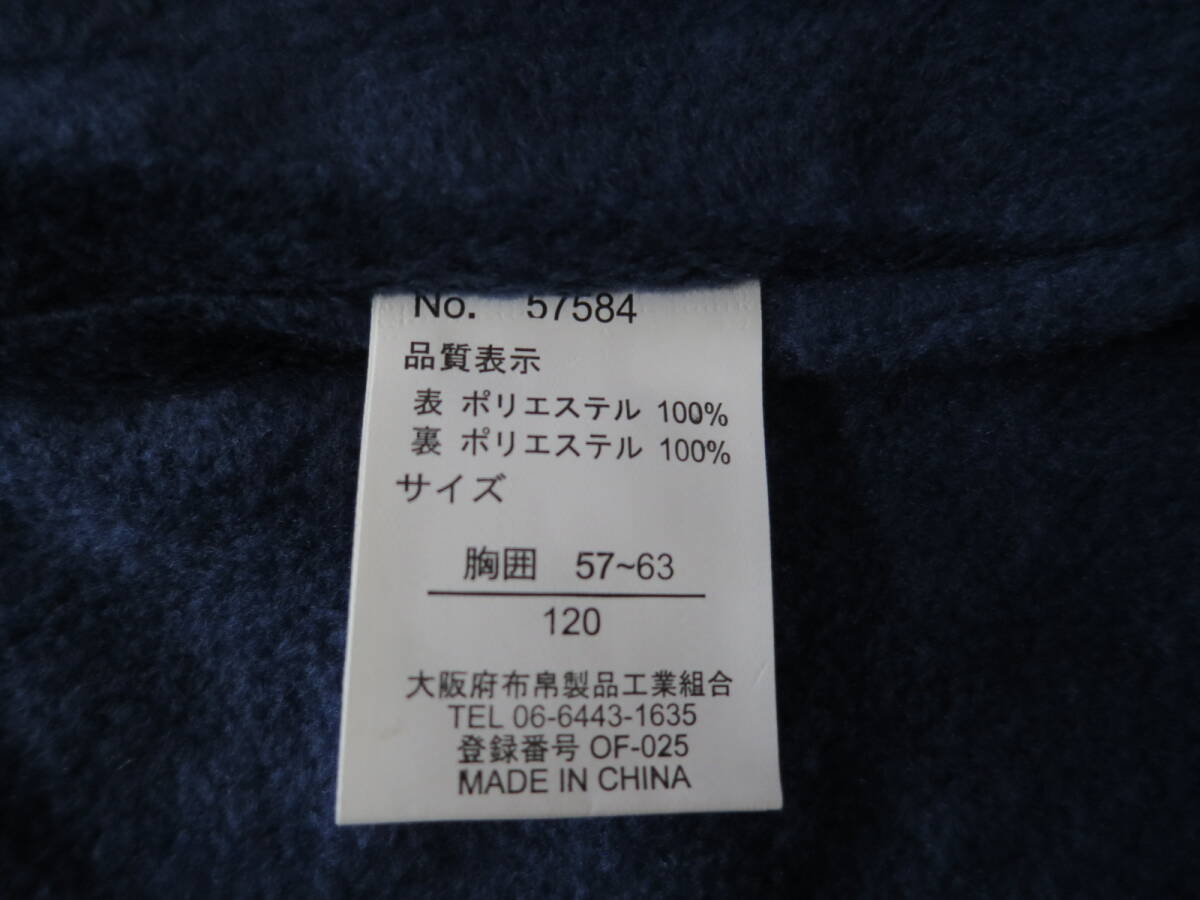 No. 57584
品質表示
表 ポリエステル 100%
裏 ポリエステル 100%
サイズ
胸囲 57~63
120
大阪府布帛製品工業組合
TEL 06-6443-1635
登録番号 OF-025
MADE IN CHINA